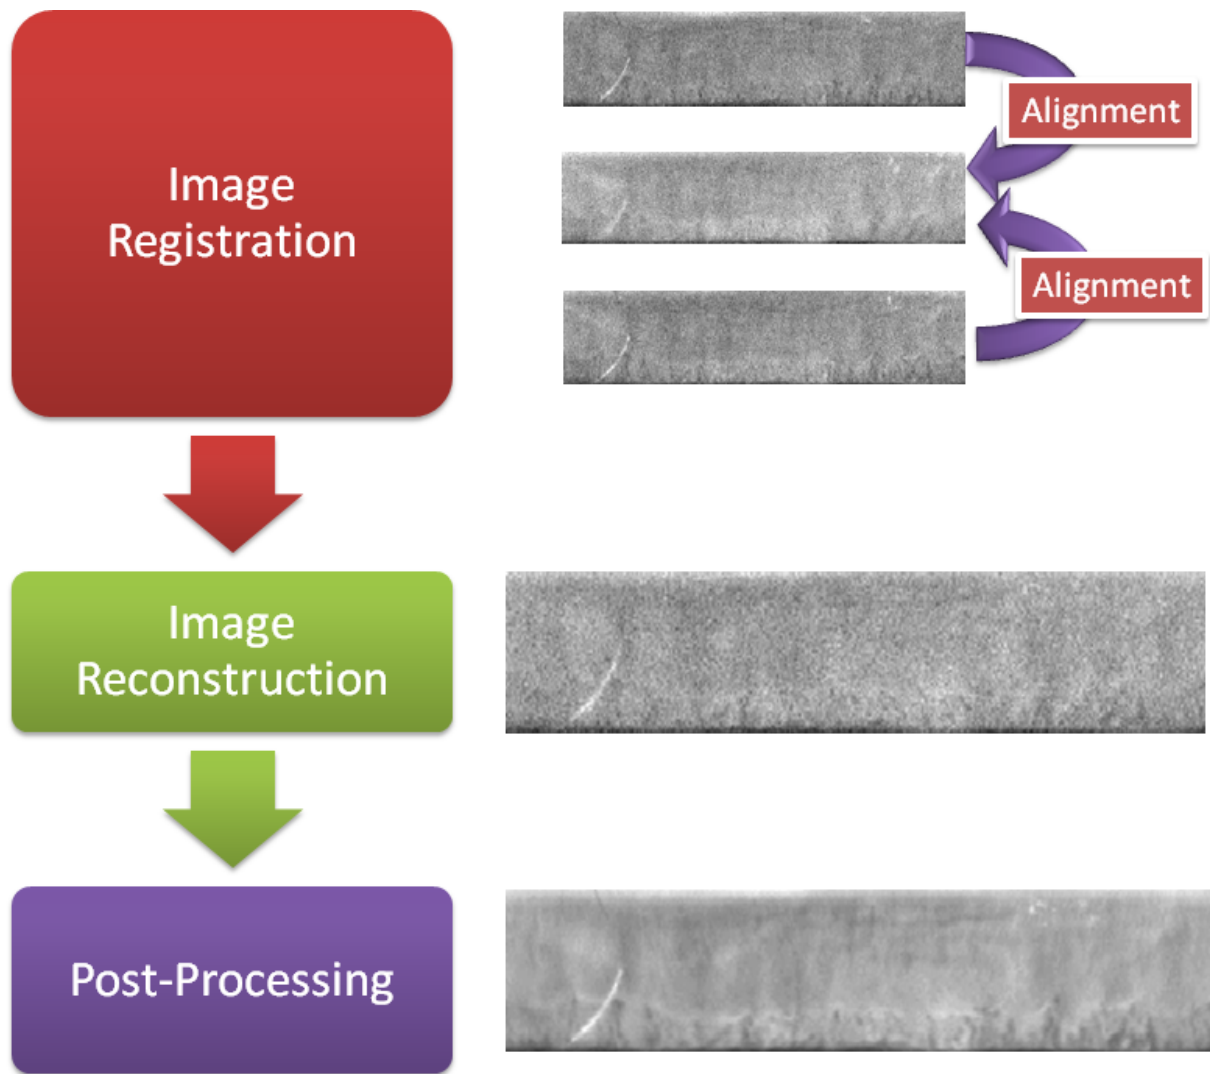 Image
Registration
Alignment
Alignment
Image
Reconstruction
Post-Processing